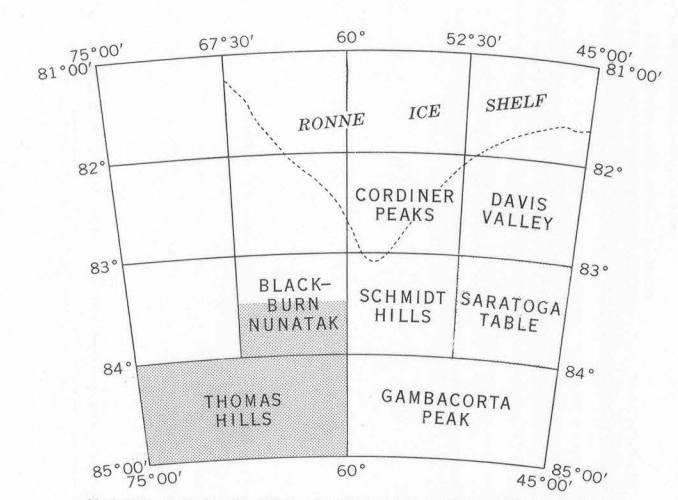 75°00' 67°30' 60° 52°30' 45°00'
81°00' 81°00'
RONNE ICE SHELF
82° 82°
CORDINER
PEAKS
DAVIS
VALLEY
83° 83°
BLACK–
BURN
NUNATAK
SCHMIDT
HILLS
SARATOGA
TABLE
84° 84°
THOMAS
HILLS
GAMBACORTA
PEAK
85°00' 85°00'
75°00' 60° 45°00'